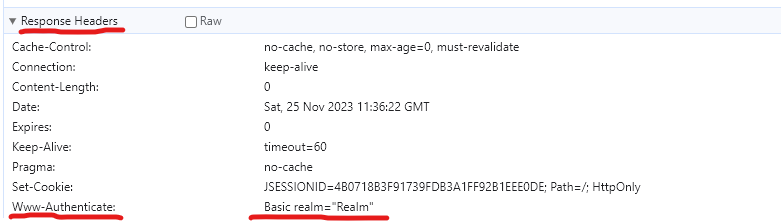 Response Headers Raw
Cache-Control: no-cache, no-store, max-age=0, must-revalidate
Connection: keep-alive
Content-Length: 0
Date: Sat, 25 Nov 2023 11:36:22 GMT
Expires: 0
Keep-Alive: timeout=60
Pragma: no-cache
Set-Cookie: JSESSIONID=4B0718B3F91739FDB3A1FF92B1EEE0DE; Path=/; HttpOnly
Www-Authenticate: Basic realm="Realm"